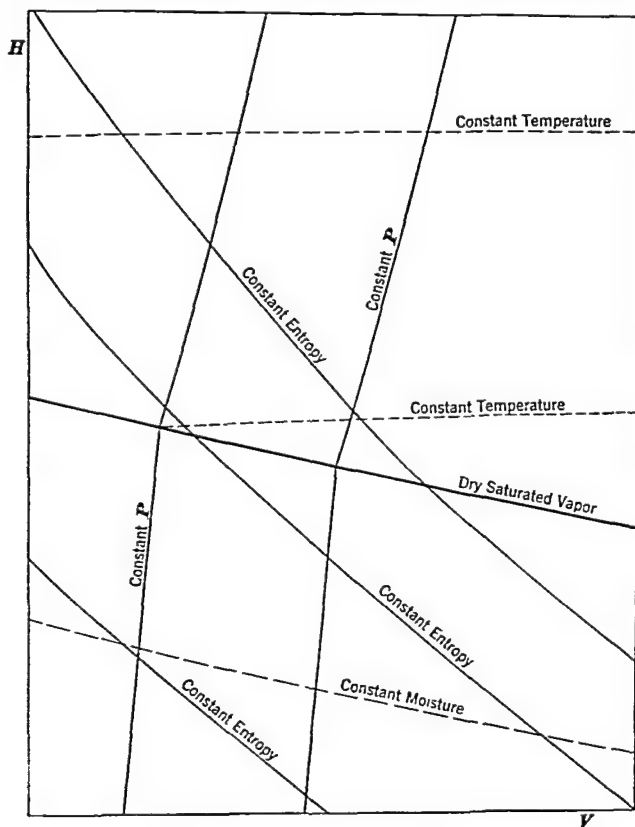 H
Constant Temperature
Constant P
Constant Entropy
Constant Temperature
Dry Saturated Vapor
Constant P
Constant Entropy
Constant Moisture
Constant Entropy
V